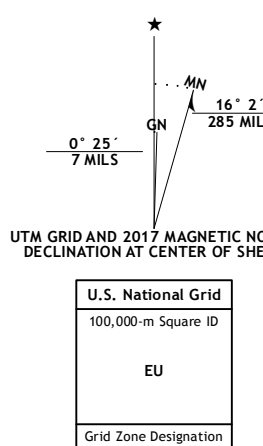 ★
MN
GN
16° 2´
285 MIL
0° 25´
7 MILS
UTM GRID AND 2017 MAGNETIC NO
DECLINATION AT CENTER OF SHE
U.S. National Grid
100,000-m Square ID
EU
Grid Zone Designation